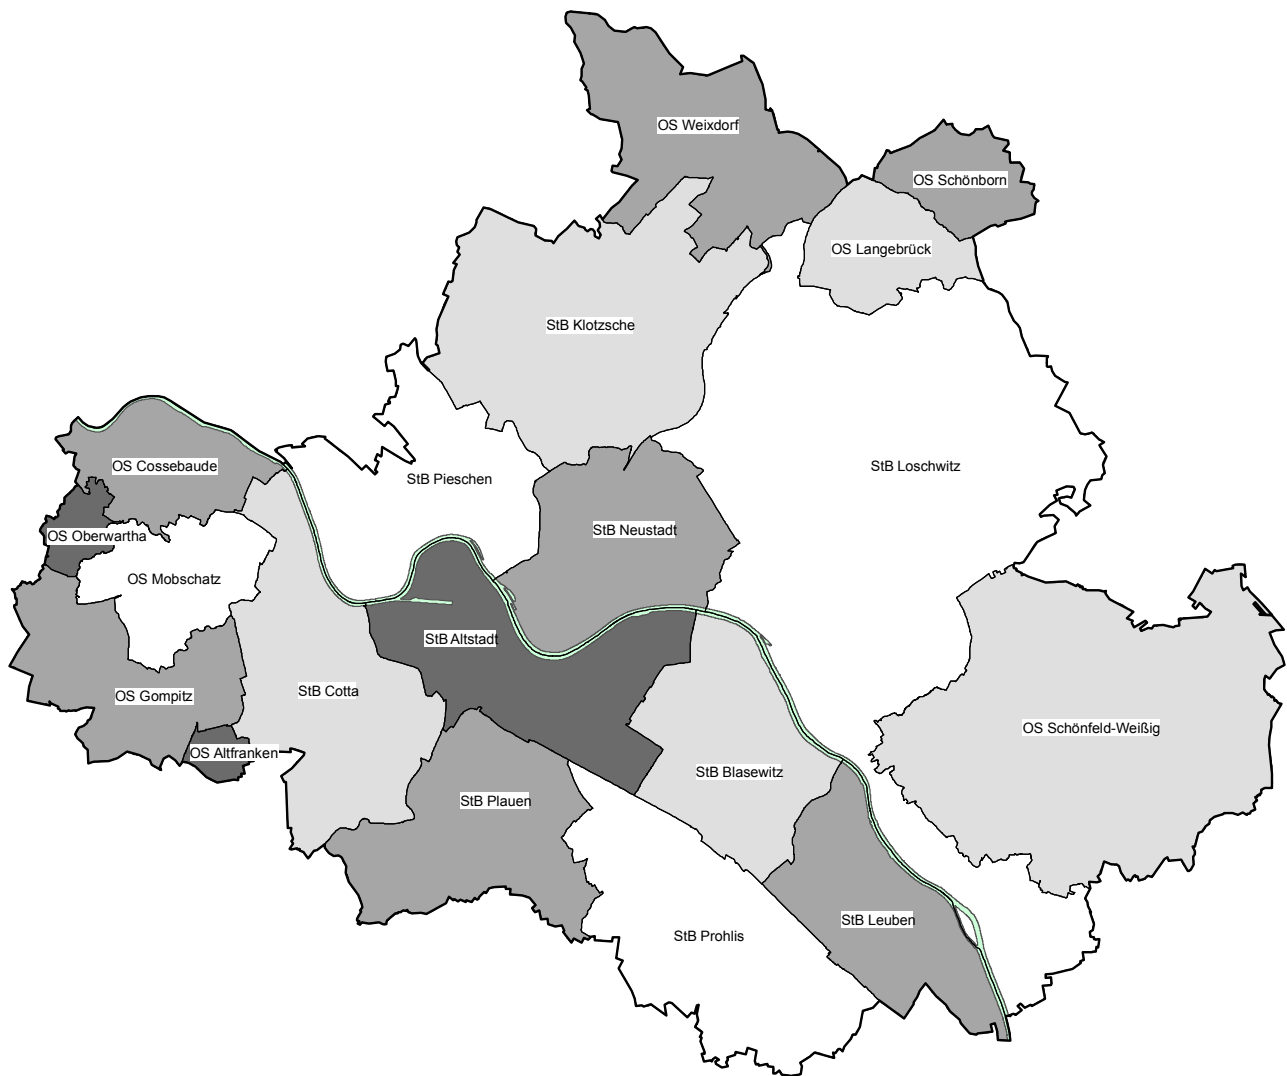 OS Weixdorf
OS Schönborn
OS Langebrück
StB Klotzsche
OS Cossebaude
StB Loschwitz
StB Pieschen
StB Neustadt
OS Oberwartha
OS Mobschatz
StB Altstadt
StB Cotta
OS Gompitz
OS Schönfeld-Weißig
OS Altfranken
StB Blasewitz
StB Plauen
StB Leuben
StB Prohlis